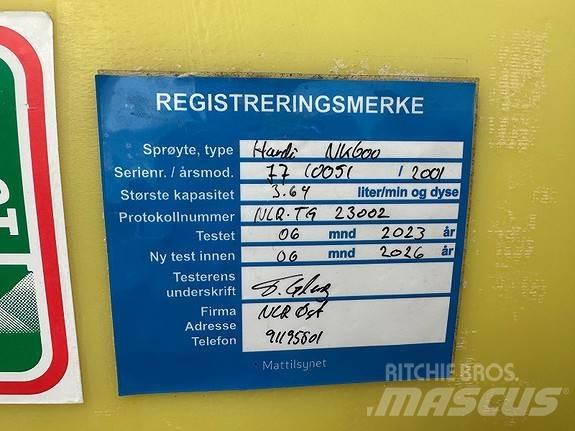 REGISTRERINGSMERKE
Sprøyte, type Hardi NK600
Serienr. / årsmod. 77 10051 / 2001
Største kapasitet 3.64 liter/min og dyse
Protokollnummer NLR-TG 23002
Testet 06 mnd 2023 år
Ny test innen 06 mnd 2026 år
Testerens
underskrift
Firma NLR Øst
Adresse
Telefon 91195601
Mattilsynet
RITCHIE BROS.
MASCUS